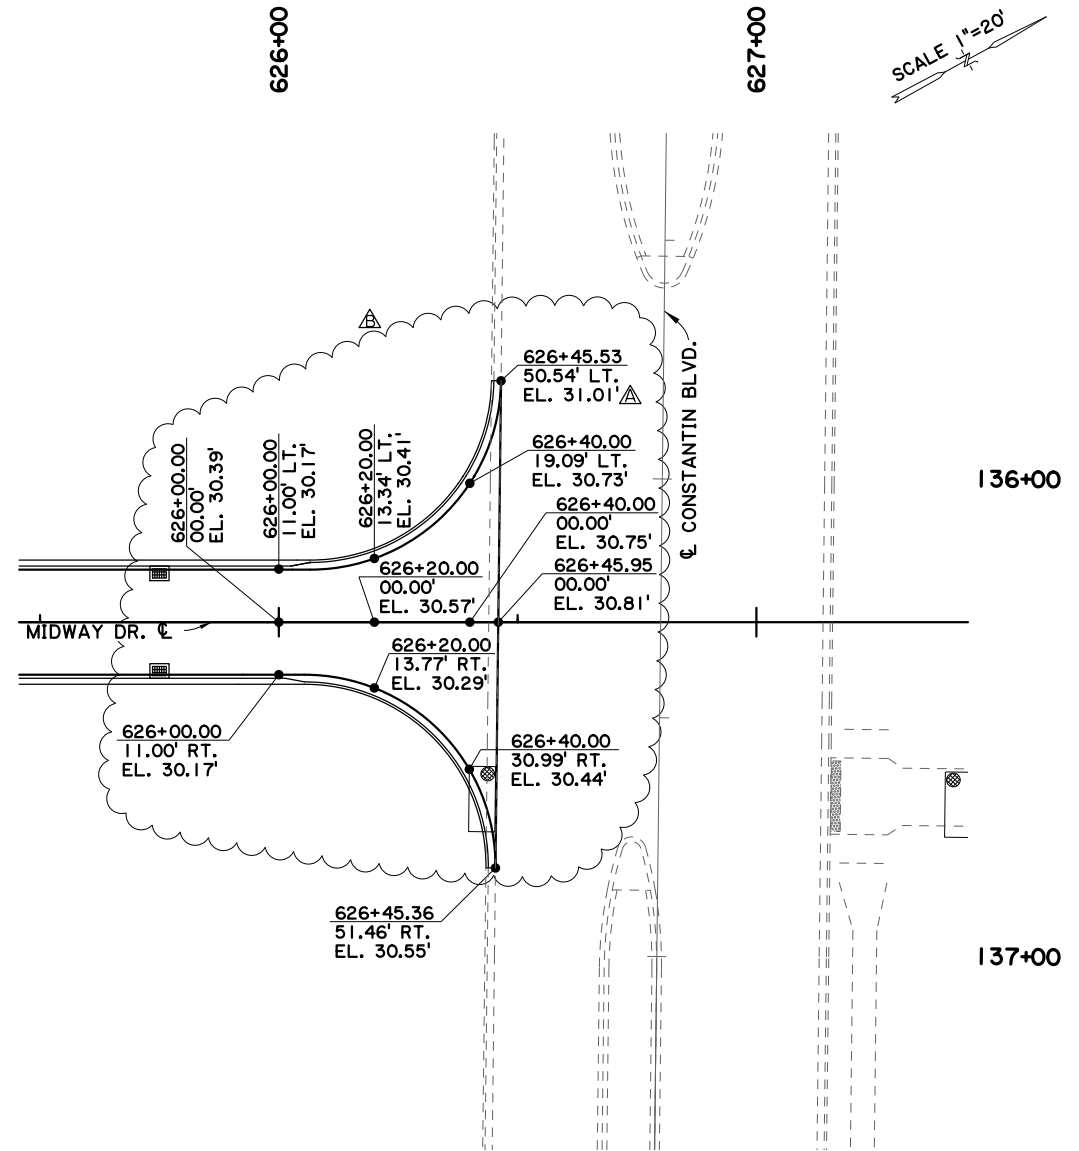 626+00
627+00
SCALE 1"=20'
B
626+45.53
50.54' LT.
EL. 31.01' A
CONSTANTIN BLVD.
℄
626+00.00
00.00'
EL. 30.39'
626+00.00
11.00' LT.
EL. 30.17'
626+20.00
13.34' LT.
EL. 30.41'
626+40.00
19.09' LT.
EL. 30.73'
136+00
626+40.00
00.00'
EL. 30.75'
626+20.00
00.00'
EL. 30.57'
626+45.95
00.00'
EL. 30.81'
MIDWAY DR. ℄
626+20.00
13.77' RT.
EL. 30.29'
626+00.00
11.00' RT.
EL. 30.17'
626+40.00
30.99' RT.
EL. 30.44'
626+45.36
51.46' RT.
EL. 30.55'
137+00